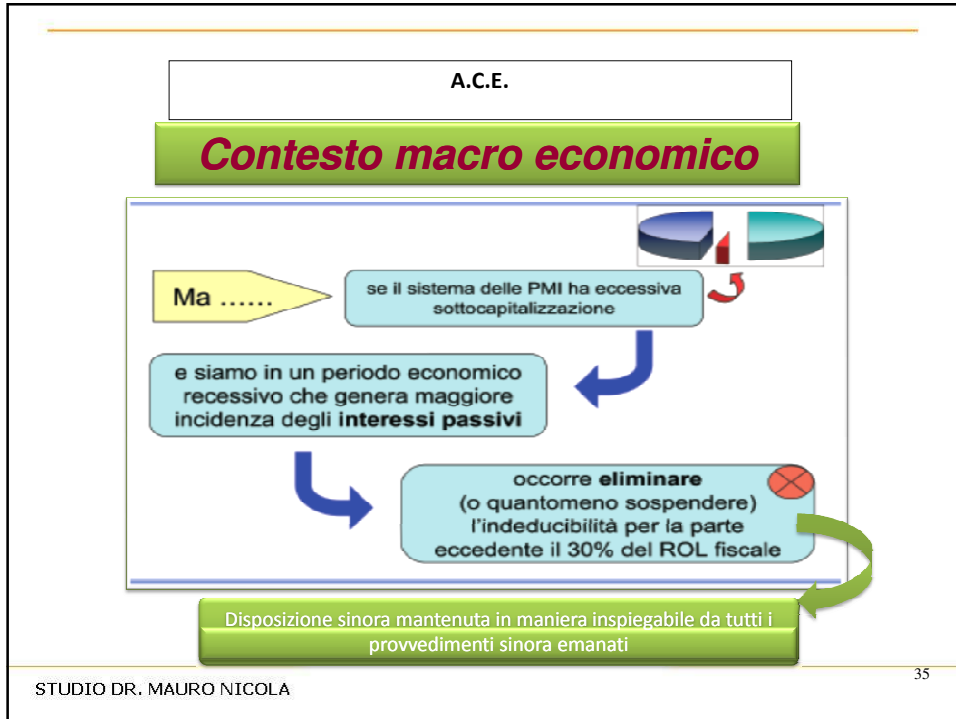 A.C.E.
Contesto macro economico
Ma ......
se il sistema delle PMI ha eccessiva
sottocapitalizzazione
e siamo in un periodo economico
recessivo che genera maggiore
incidenza degli interessi passivi
occorre eliminare
(o quantomeno sospendere)
l'indeducibilità per la parte
eccedente il 30% del ROL fiscale
Disposizione sinora mantenuta in maniera inspiegabile da tutti i
provvedimenti sinora emanati
STUDIO DR. MAURO NICOLA
35